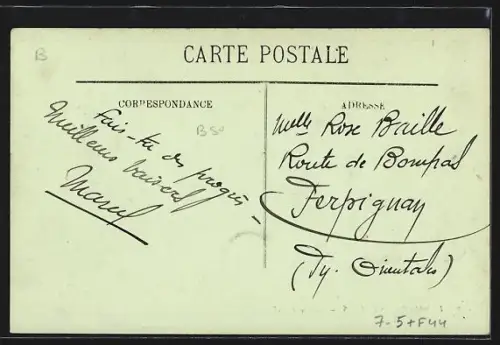 B
CARTE POSTALE
CORRESPONDANCE
ADRESSE
Fais-tu des progrès -
Meilleurs baisers
Marcel
B50
Melle Rose Baille
Route de Bompas
Perpignan
(Py. Orientales)
7-5+F44